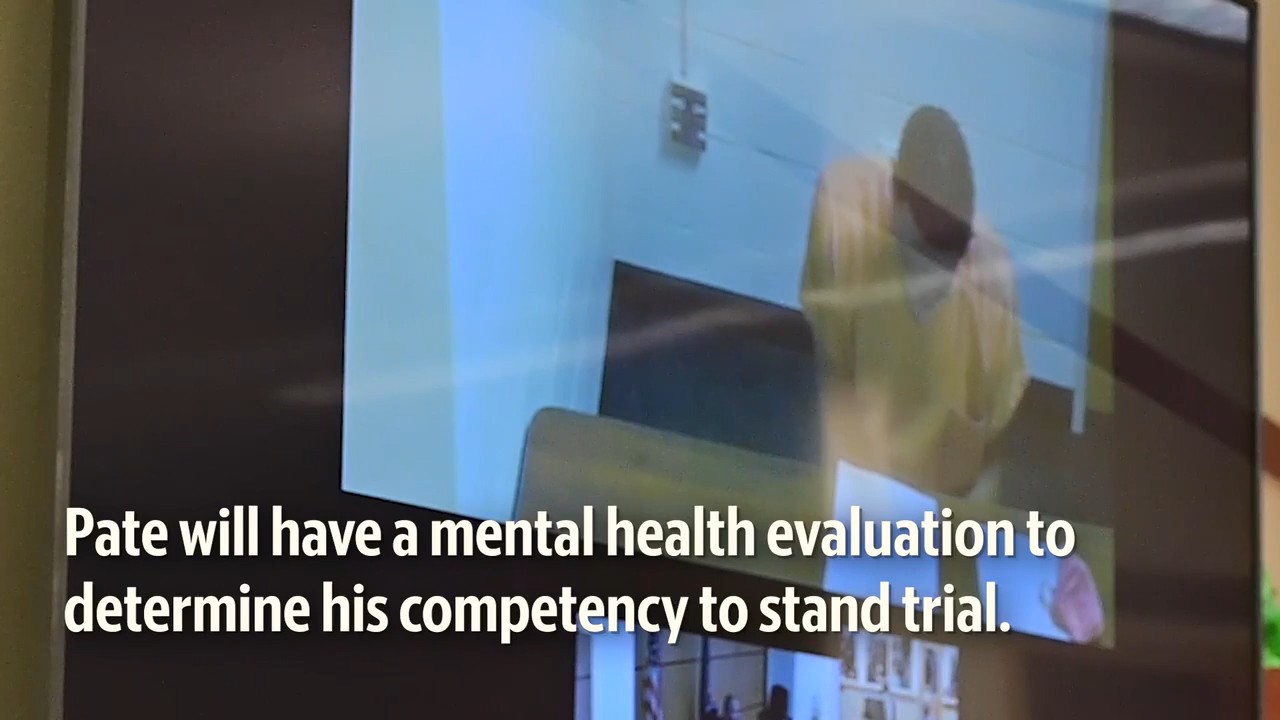 Pate will have a mental health evaluation to
determine his competency to stand trial.